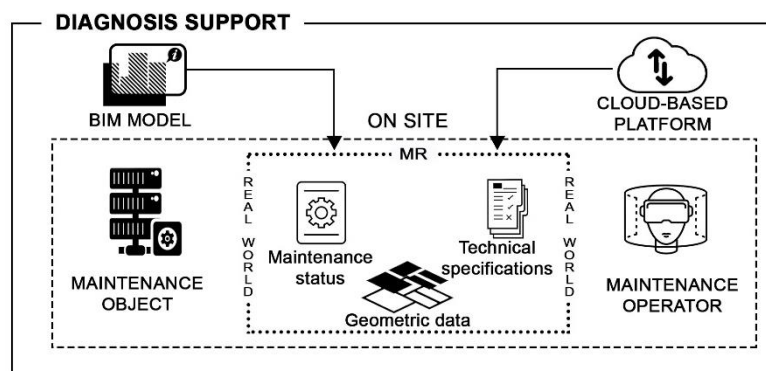 DIAGNOSIS SUPPORT
i
BIM MODEL
CLOUD-BASED
PLATFORM
ON SITE
MR
REAL WORLD
REAL WORLD
Maintenance
status
Technical
specifications
Geometric data
MAINTENANCE
OBJECT
MAINTENANCE
OPERATOR